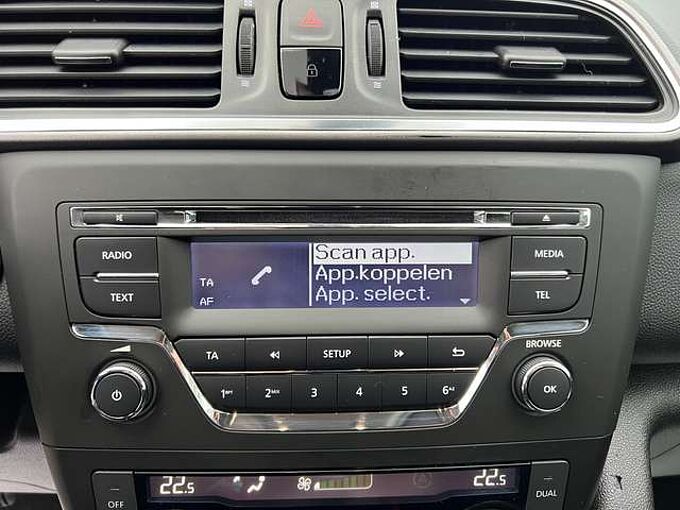 RADIO
TEXT
TA
AF
Scan app.
App.koppelen
App. select.
MEDIA
TEL
TA
SETUP
BROWSE
1
2
3
4
5
6
OK
22.5
22.5
OFF
DUAL